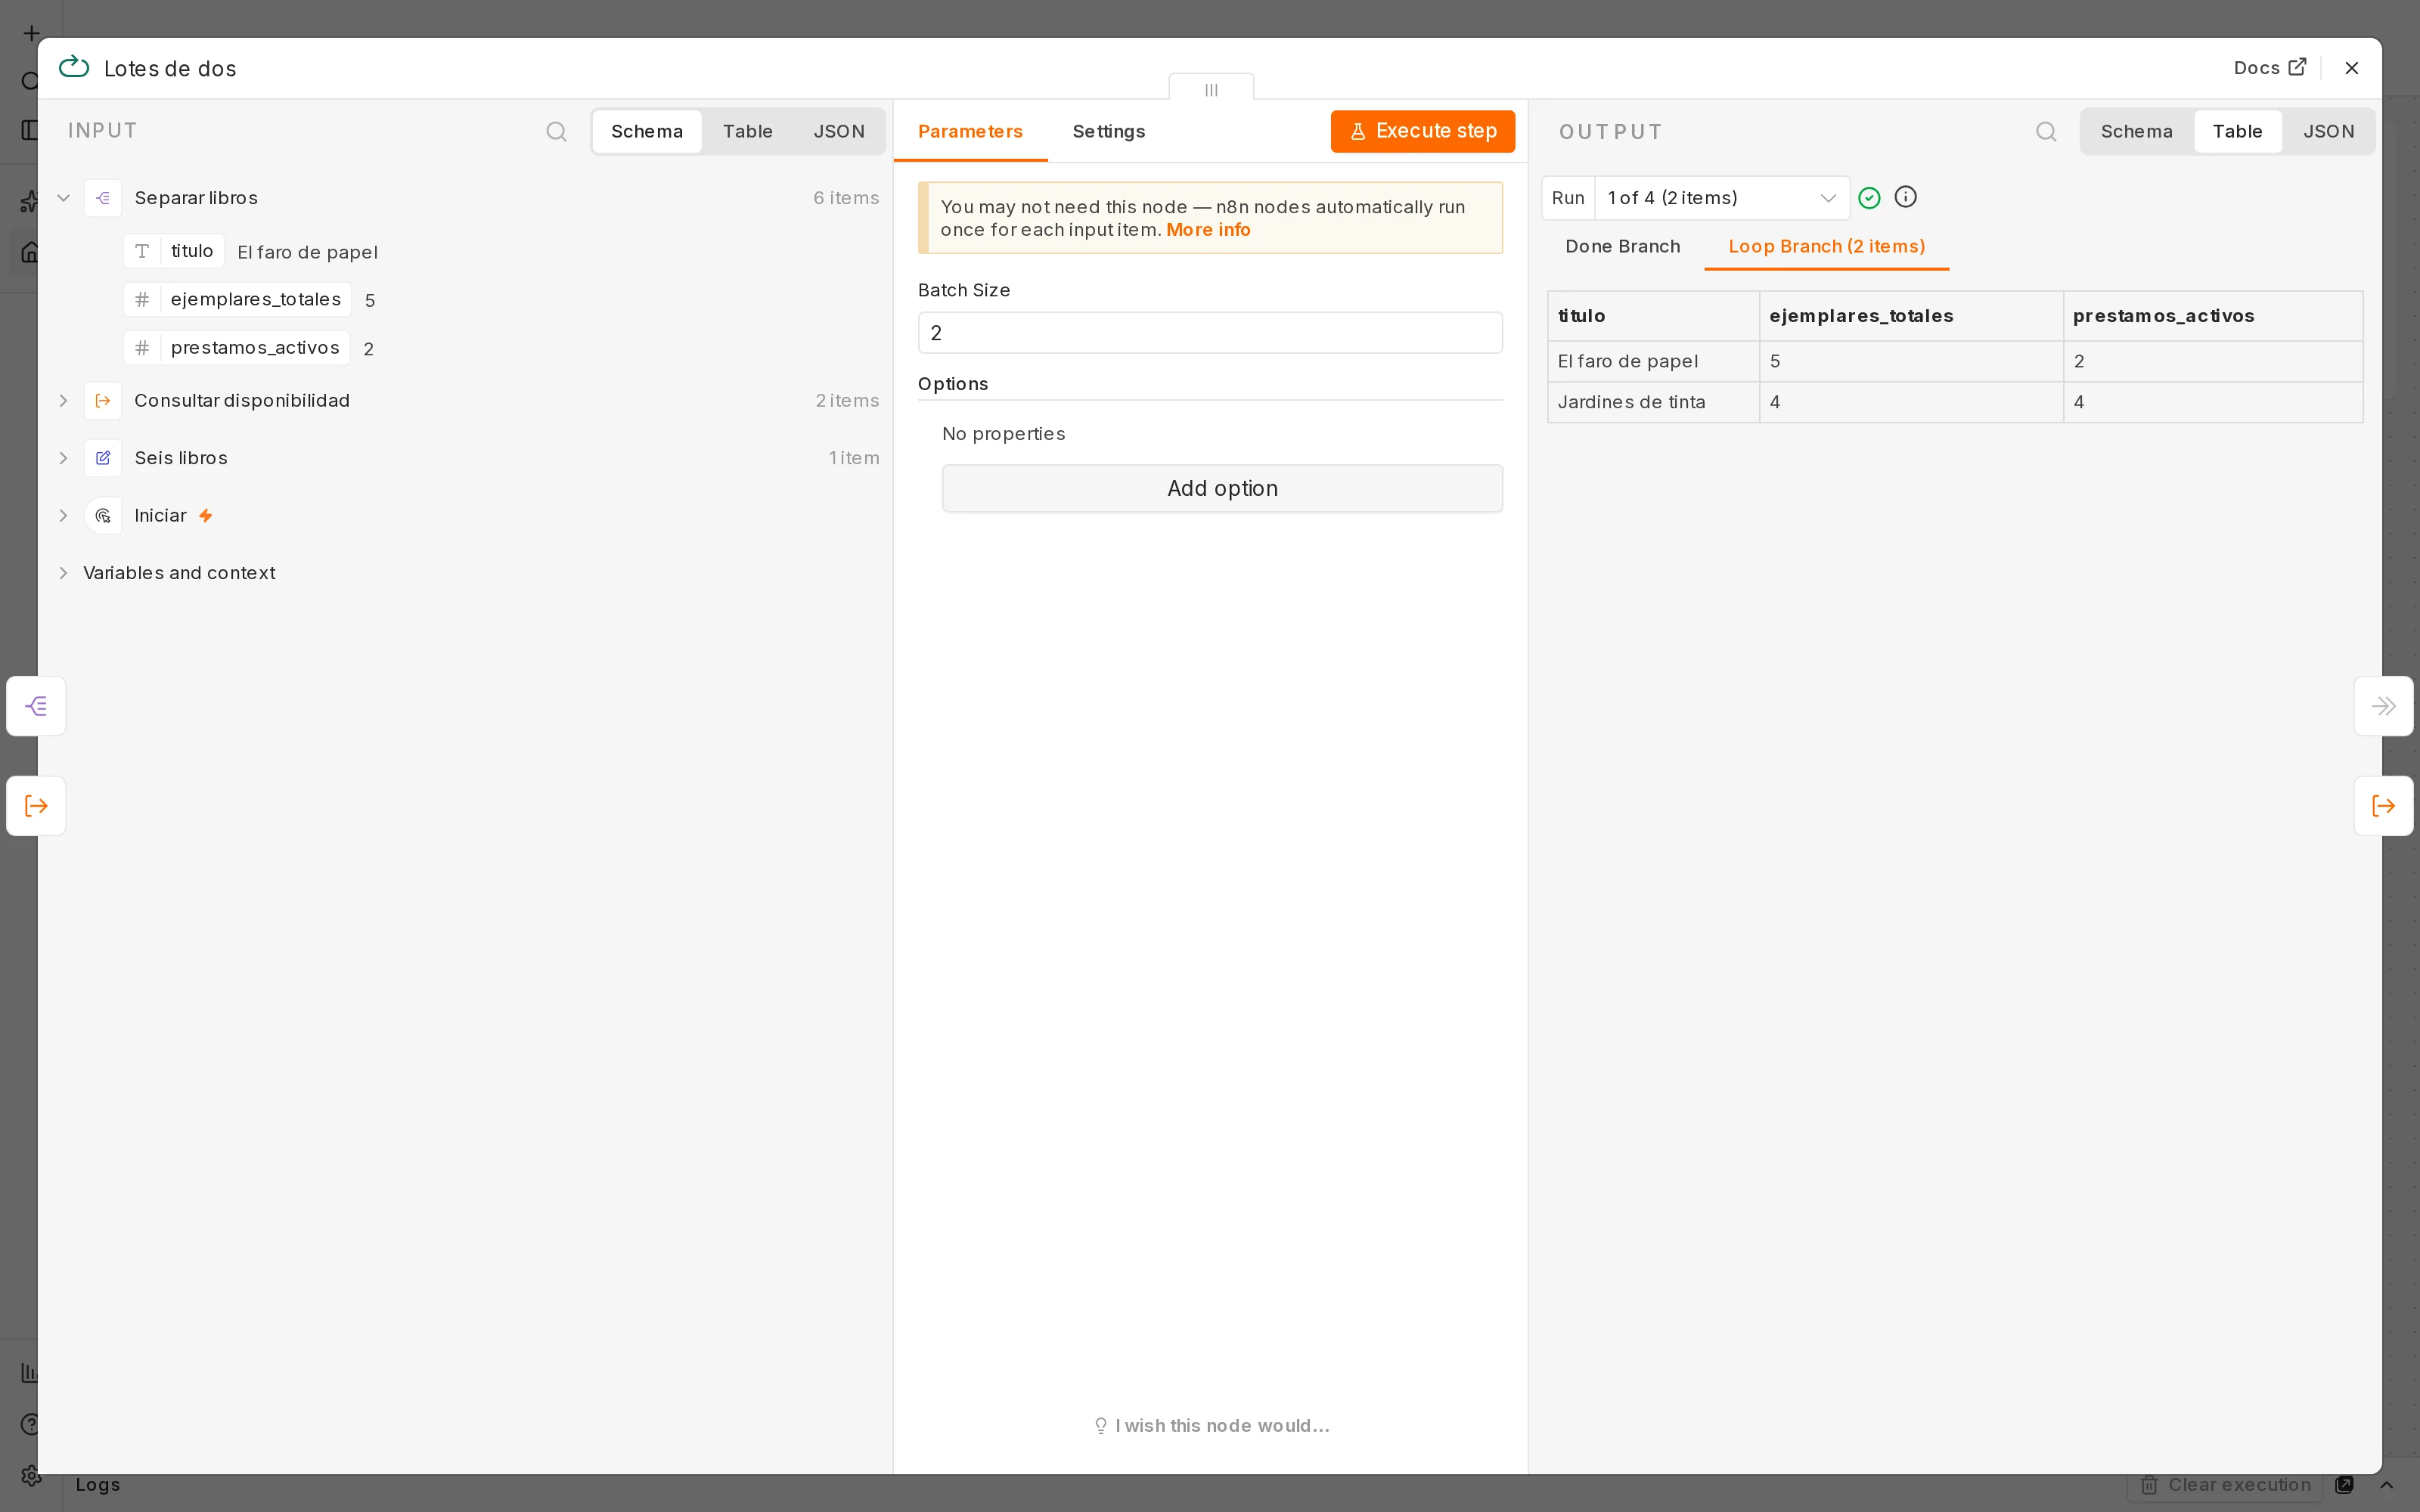 Lotes de dos
Docs
INPUT
Schema
Table
JSON
Separar libros
6 items
titulo
El faro de papel
ejemplares_totales
5
prestamos_activos
2
Consultar disponibilidad
2 items
Seis libros
1 item
Iniciar
Variables and context
Parameters
Settings
Execute step
You may not need this node — n8n nodes automatically run
once for each input item. More info
Batch Size
2
Options
No properties
Add option
I wish this node would...
OUTPUT
Schema
Table
JSON
Run
1 of 4 (2 items)
Done Branch
Loop Branch (2 items)
titulo
ejemplares_totales
prestamos_activos
El faro de papel
5
2
Jardines de tinta
4
4
Logs
Clear execution